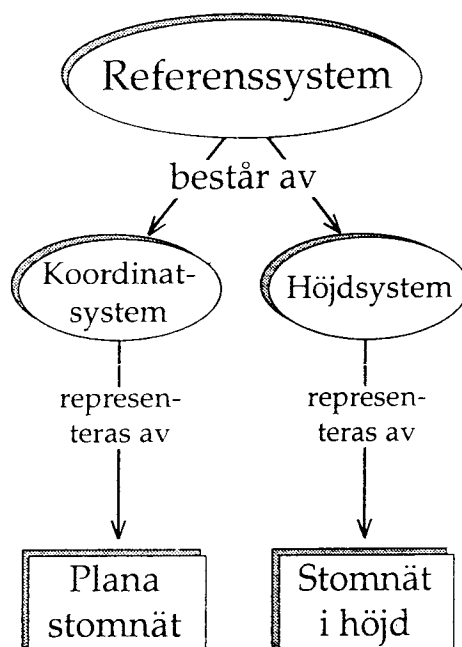 Referenssystem
består av
Koordinat-
system
Höjdsystem
represen-
teras av
represen-
teras av
Plana
stomnät
Stomnät
i höjd